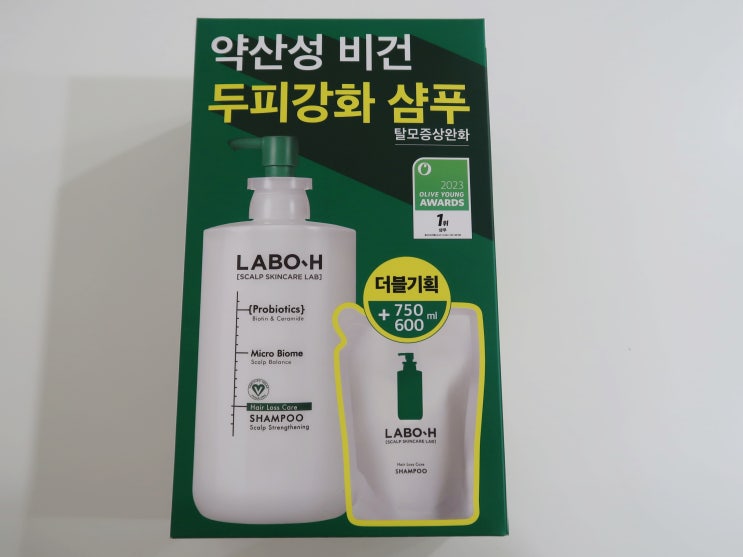 약산성 비건
두피강화 샴푸
탈모증상완화
2023
OLIVE YOUNG
AWARDS
1위
샴푸
LABO-H
[SCALP SKINCARE LAB]
{Probiotics}
Biotin & Ceramide
Micro Biome
Scalp Balance
Hair Loss Care
SHAMPOO
Scalp Strengthening
더블기획
+ 750 ml
600
LABO-H
[SCALP SKINCARE LAB]
Hair Loss Care
SHAMPOO